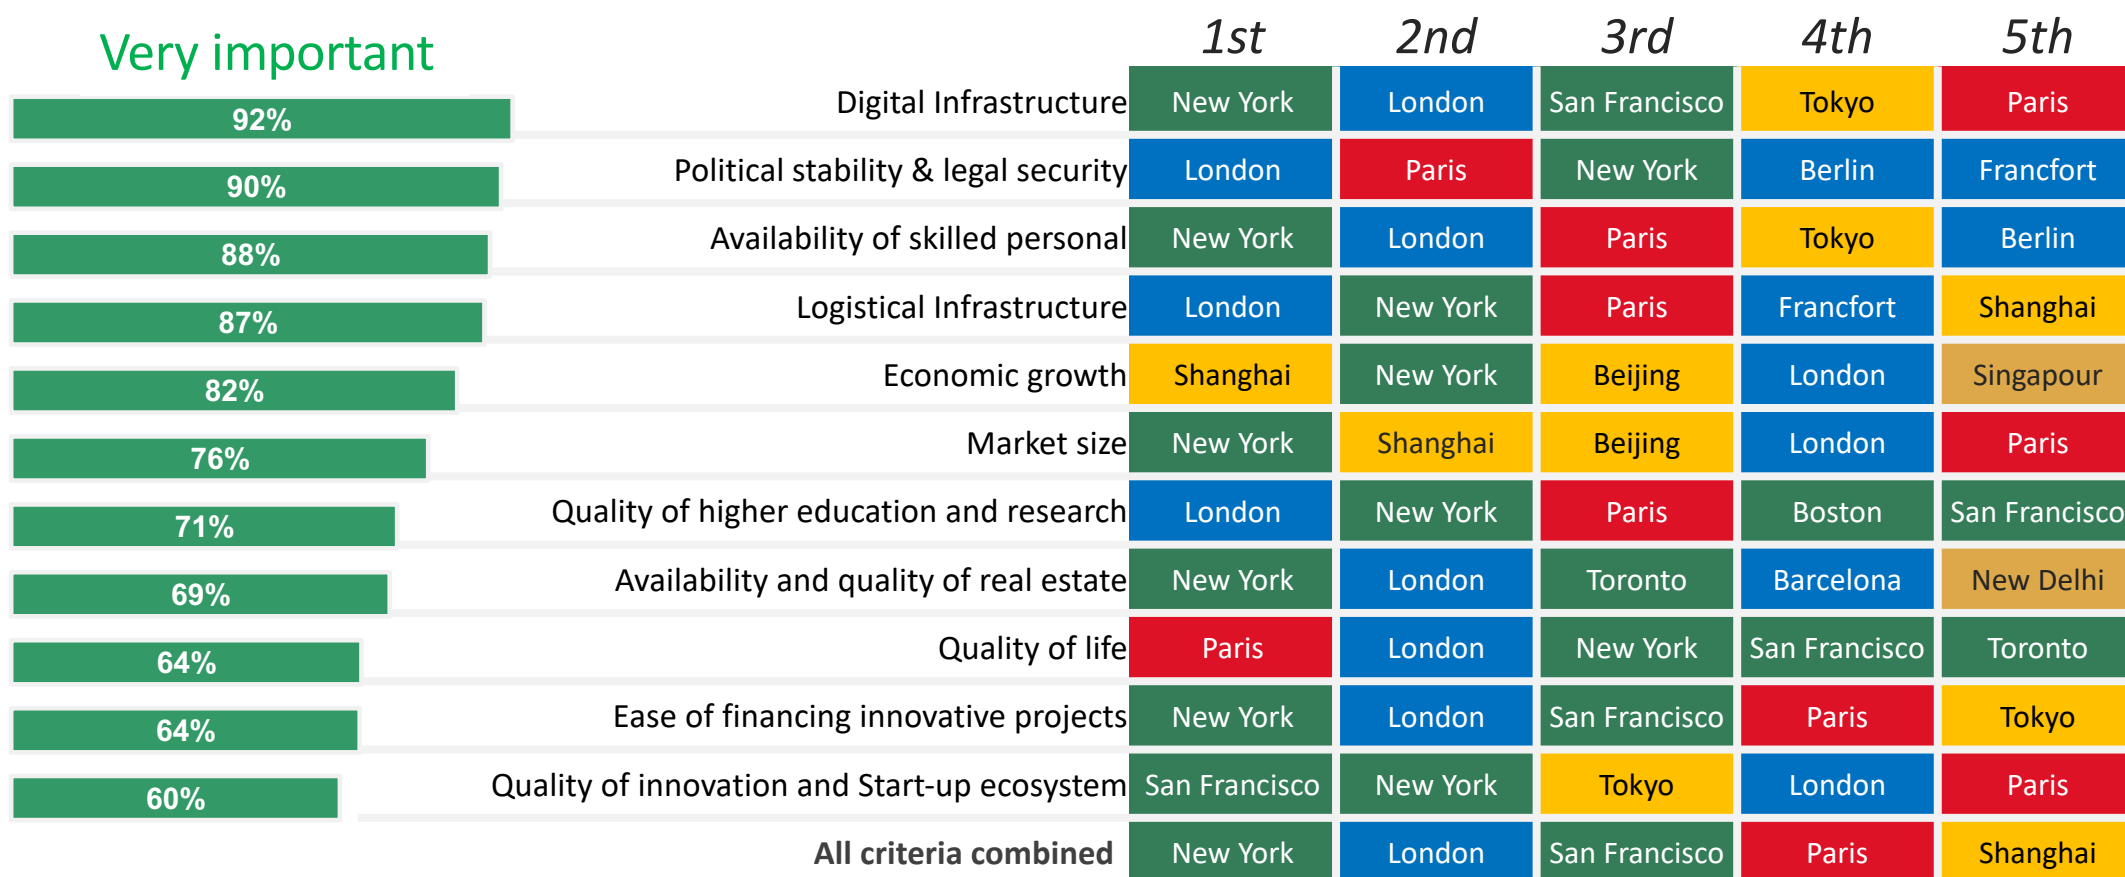 Very important 1st 2nd 3rd 4th 5th
92% Digital Infrastructure New York London San Francisco Tokyo Paris
90% Political stability & legal security London Paris New York Berlin Francfort
88% Availability of skilled personal New York London Paris Tokyo Berlin
87% Logistical Infrastructure London New York Paris Francfort Shanghai
82% Economic growth Shanghai New York Beijing London Singapour
76% Market size New York Shanghai Beijing London Paris
71% Quality of higher education and research London New York Paris Boston San Francisco
69% Availability and quality of real estate New York London Toronto Barcelona New Delhi
64% Quality of life Paris London New York San Francisco Toronto
64% Ease of financing innovative projects New York London San Francisco Paris Tokyo
60% Quality of innovation and Start-up ecosystem San Francisco New York Tokyo London Paris
All criteria combined New York London San Francisco Paris Shanghai